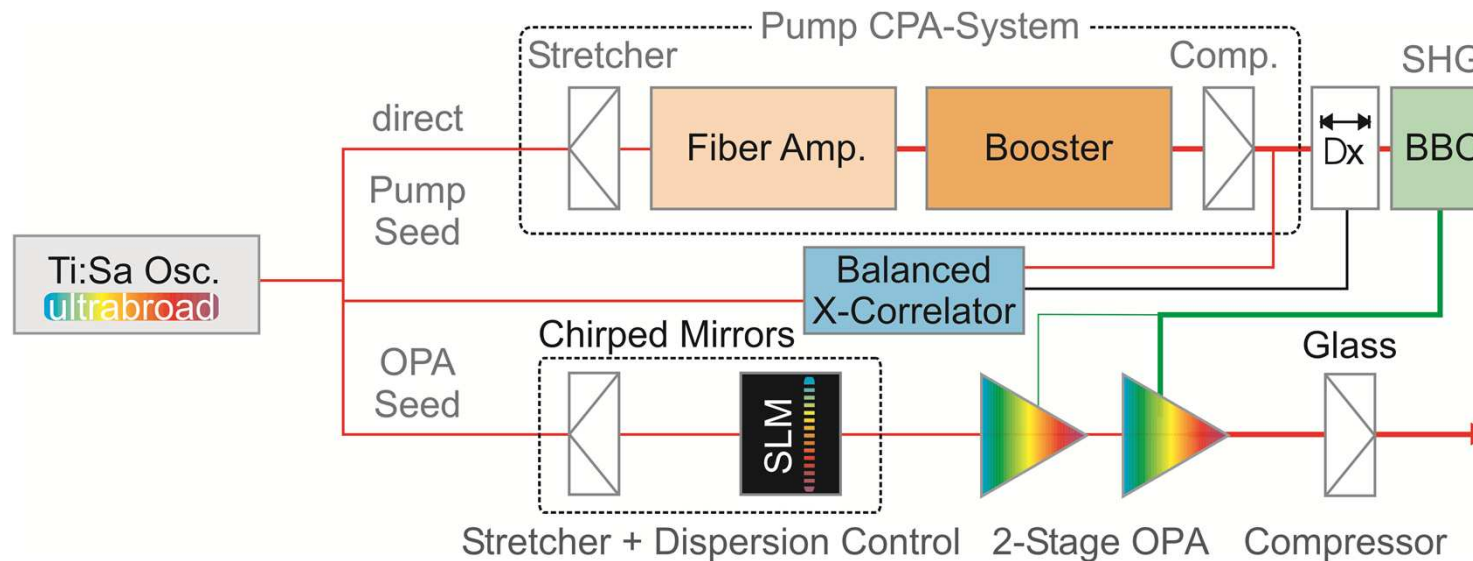 Pump CPA-System
Stretcher
Comp.
SHG
direct
Fiber Amp.
Booster
Dx
BBO
Pump
Seed
Ti:Sa Osc.
ultrabroad
Balanced
X-Correlator
Chirped Mirrors
Glass
OPA
Seed
SLM
Stretcher + Dispersion Control
2-Stage OPA
Compressor